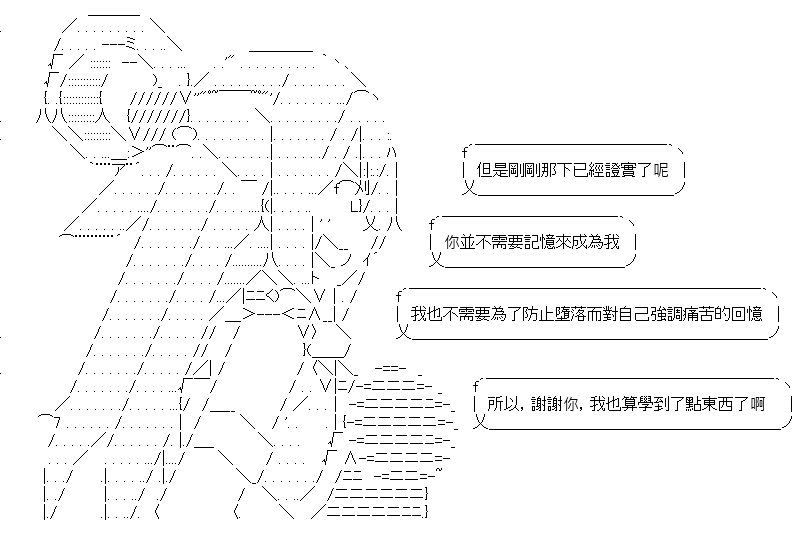 但是剛剛那下已經證實了呢
你並不需要記憶來成為我
我也不需要為了防止墮落而對自己強調痛苦的回憶
所以，謝謝你，我也算學到了點東西了啊